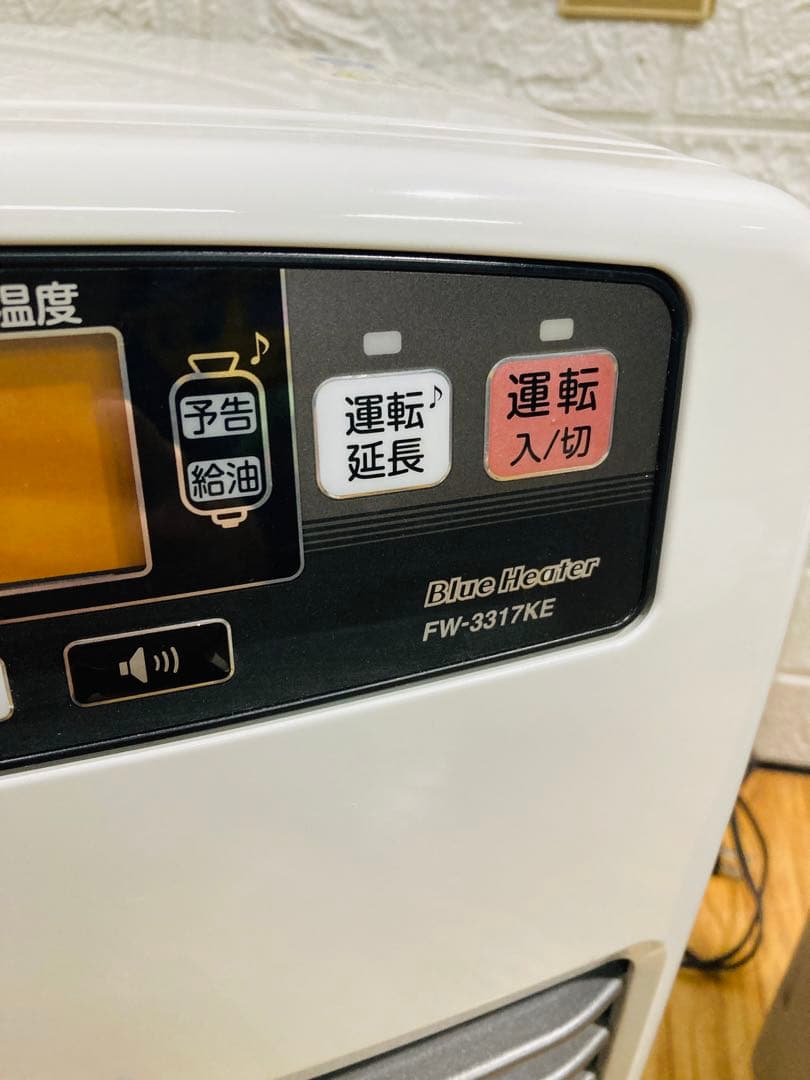 温度
予告
給油
運転♪
延長
運転
入/切
Blue Heater
FW-3317KE